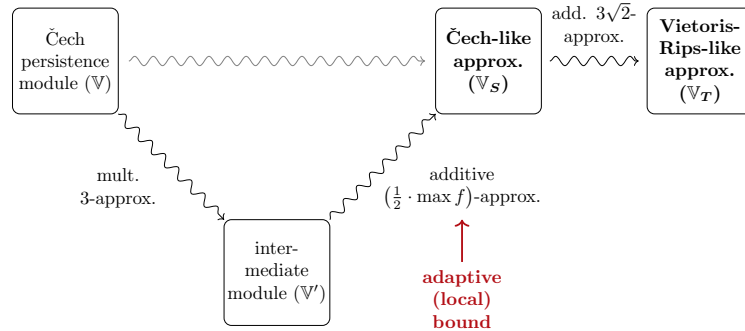 Čech
persistence
module (𝕍)
Čech-like
approx.
(𝕍_S)
add. 3√2-
approx.
Vietoris-
Rips-like
approx.
(𝕍_T)
mult.
3-approx.
additive
(½ · max f)-approx.
inter-
mediate
module (𝕍′)
adaptive
(local)
bound